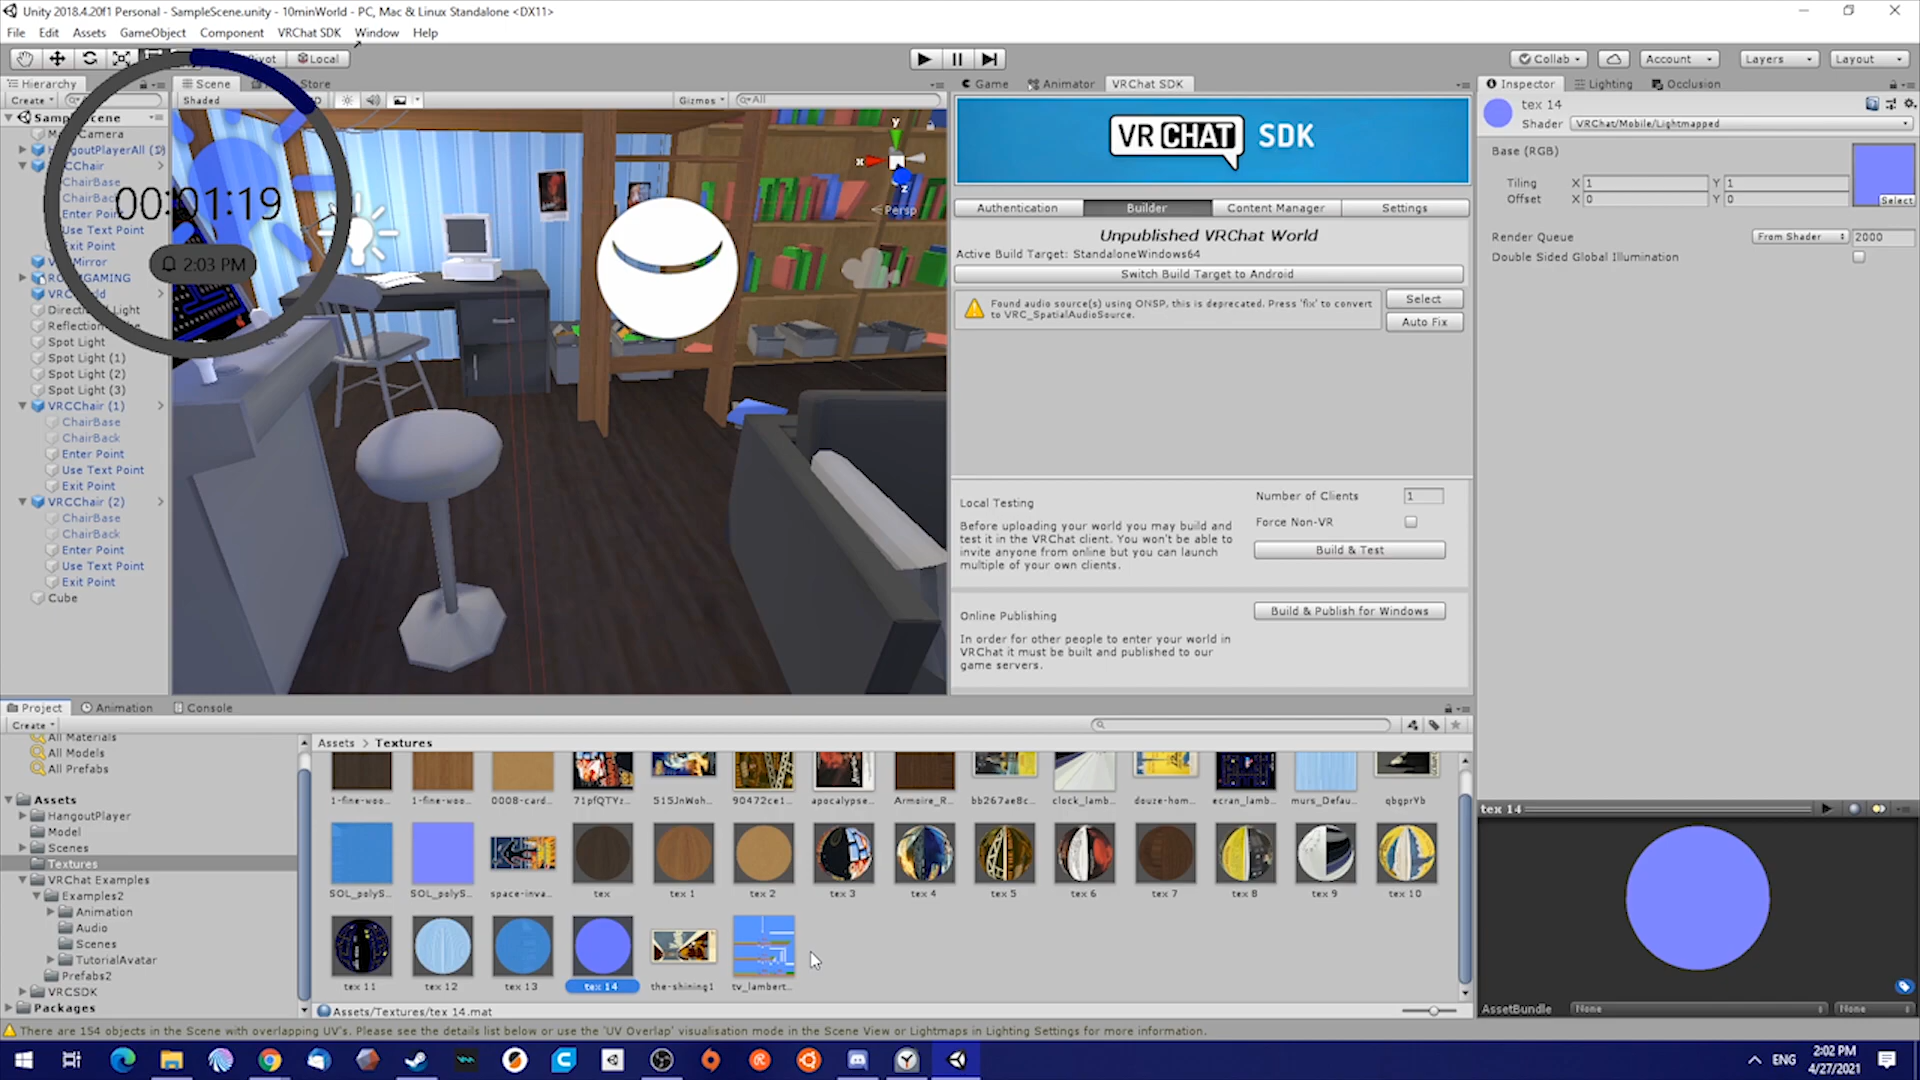 Unity 2018.4.20f1 Personal - SampleScene.unity - 10minWorld - PC, Mac & Linux Standalone <DX11>
File Edit Assets GameObject Component VRChat SDK Window Help
Local
Collab Account Layers Layout
Hierarchy Scene Store Game Animator VRChat SDK Inspector Lighting Occlusion
Create Shaded Gizmos All
tex 14
Shader VRChat/Mobile/Lightmapped
HangoutPlayerAll (1)
ChairBase
Enter Point
Use Text Point
Exit Point
Spot Light
Spot Light (1)
Spot Light (2)
Spot Light (3)
VRCChair (1)
ChairBase
ChairBack
Enter Point
Use Text Point
Exit Point
VRCChair (2)
ChairBase
ChairBack
Enter Point
Use Text Point
Exit Point
Cube
00:01:19
2:03 PM
y
x
z
Persp
VRCHAT SDK
Authentication Builder Content Manager Settings
Unpublished VRChat World
Active Build Target: StandaloneWindows64
Switch Build Target to Android
Found audio source(s) using ONSP, this is deprecated. Press 'fix' to convert
to VRC_SpatialAudioSource.
Select
Auto Fix
Local Testing
Before uploading your world you may build and
test it in the VRChat client. You won't be able to
invite anyone from online but you can launch
multiple of your own clients.
Number of Clients 1
Force Non-VR
Build & Test
Online Publishing
In order for other people to enter your world in
VRChat it must be built and published to our
game servers.
Build & Publish for Windows
Base (RGB)
Tiling X 1 Y 1
Offset X 0 Y 0
Select
Render Queue From Shader 2000
Double Sided Global Illumination
Project Animation Console
Create
All Materials
All Models
All Prefabs
Assets
HangoutPlayer
Model
Scenes
Textures
VRChat Examples
Examples2
Animation
Audio
Scenes
TutorialAvatar
Prefabs2
VRCSDK
Packages
Assets > Textures
1-fine-woo... 1-fine-woo... 0008-card... 71pfQTYz... 515JnWoh... 90472ce1... apocalypse... Armoire_R... bb267ae8c... clock_lamb... douze-hom... ecran_lamb... murs_Defau... qbgprYb
SOL_polyS... SOL_polyS... space-inva... tex tex 1 tex 2 tex 3 tex 4 tex 5 tex 6 tex 7 tex 8 tex 9 tex 10
tex 11 tex 12 tex 13 tex 14 the-shining1 tv_lambert...
Assets/Textures/tex 14.mat
tex 14
AssetBundle None None
There are 154 objects in the Scene with overlapping UV's. Please see the details list below or use the 'UV Overlap' visualisation mode in the Scene View or Lightmaps in Lighting Settings for more information.
ENG
2:02 PM
4/27/2021